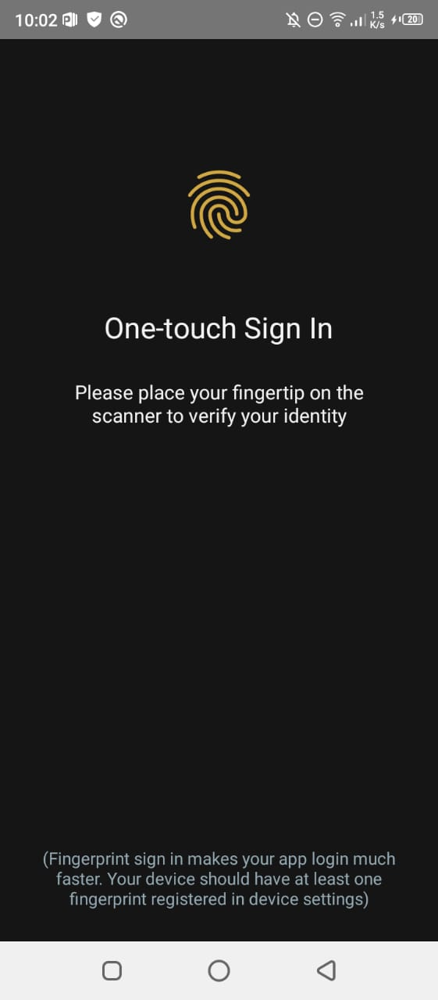 10:02
1.5
K/s
20
One-touch Sign In
Please place your fingertip on the
scanner to verify your identity
(Fingerprint sign in makes your app login much
faster. Your device should have at least one
fingerprint registered in device settings)